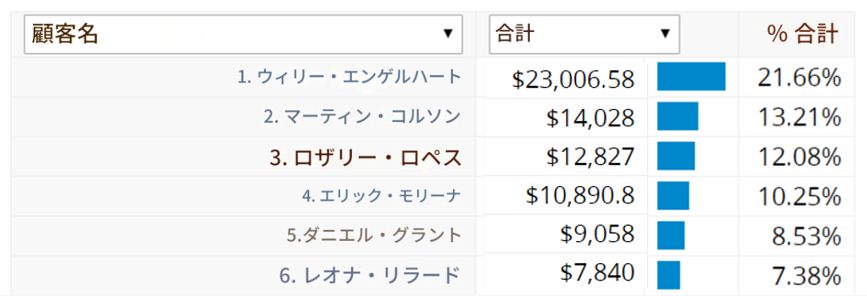 顧客名 ▼ 合計 ▼ % 合計
1. ウィリー・エンゲルハート $23,006.58 21.66%
2. マーティン・コルソン $14,028 13.21%
3. ロザリー・ロペス $12,827 12.08%
4. エリック・モリーナ $10,890.8 10.25%
5.ダニエル・グラント $9,058 8.53%
6. レオナ・リラード $7,840 7.38%